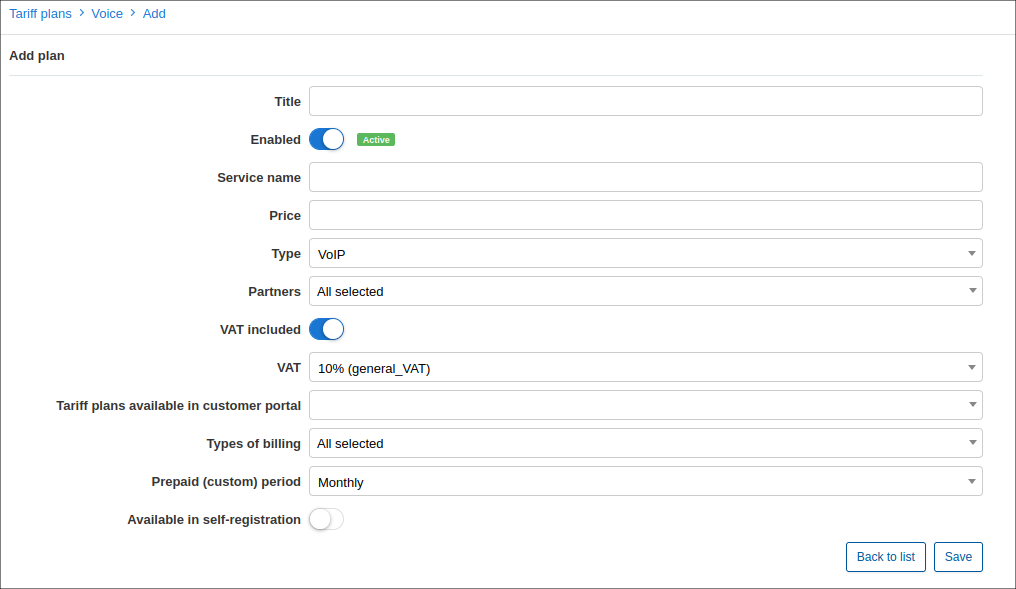 Tariff plans > Voice > Add
Add plan
Title
Enabled Active
Service name
Price
Type VoIP
Partners All selected
VAT included
VAT 10% (general_VAT)
Tariff plans available in customer portal
Types of billing All selected
Prepaid (custom) period Monthly
Available in self-registration
Back to list Save